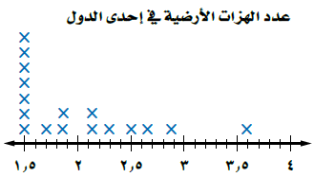 عدد الهزات الأرضية في إحدى الدول
١,٥ ٢ ٢,٥ ٣ ٣,٥ ٤